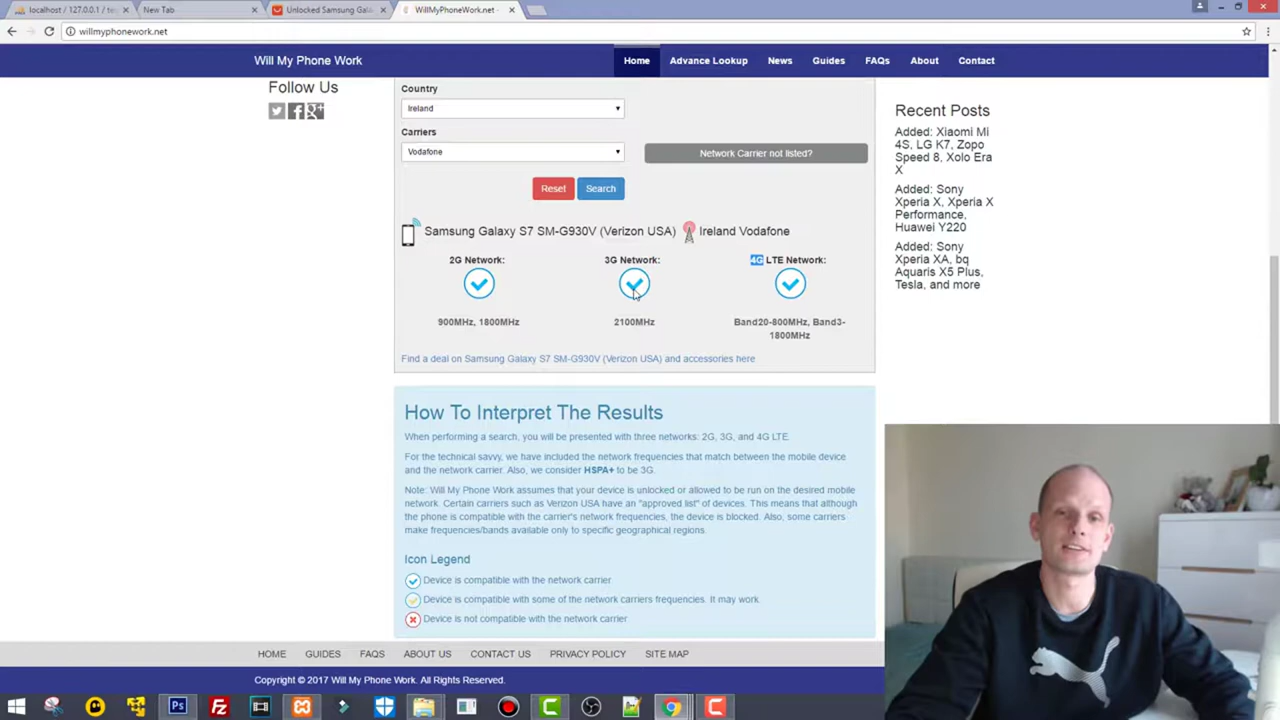 localhost / 127.0.0.1 / te
New Tab
Unlocked Samsung Gala
WillMyPhoneWork.net -
willmyphonework.net
Will My Phone Work
Home
Advance Lookup
News
Guides
FAQs
About
Contact
Follow Us
Country
Ireland
Carriers
Vodafone
Network Carrier not listed?
Reset
Search
Samsung Galaxy S7 SM-G930V (Verizon USA)
Ireland Vodafone
2G Network:
3G Network:
4G LTE Network:
900MHz, 1800MHz
2100MHz
Band20-800MHz, Band3-
1800MHz
Find a deal on Samsung Galaxy S7 SM-G930V (Verizon USA) and accessories here
How To Interpret The Results
When performing a search, you will be presented with three networks: 2G, 3G, and 4G LTE.
For the technical savvy, we have included the network frequencies that match between the mobile device
and the network carrier. Also, we consider HSPA+ to be 3G.
Note: Will My Phone Work assumes that your device is unlocked or allowed to be run on the desired mobile
network. Certain carriers such as Verizon USA have an "approved list" of devices. This means that although
the phone is compatible with the carrier's network frequencies, the device is blocked. Also, some carriers
make frequencies/bands available only to specific geographical regions.
Icon Legend
Device is compatible with the network carrier
Device is compatible with some of the network carriers frequencies. It may work.
Device is not compatible with the network carrier
Recent Posts
Added: Xiaomi Mi
4S, LG K7, Zopo
Speed 8, Xolo Era
X
Added: Sony
Xperia X, Xperia X
Performance,
Huawei Y220
Added: Sony
Xperia XA, bq
Aquaris X5 Plus,
Tesla, and more
HOME
GUIDES
FAQS
ABOUT US
CONTACT US
PRIVACY POLICY
SITE MAP
Copyright © 2017 Will My Phone Work. All Rights Reserved.